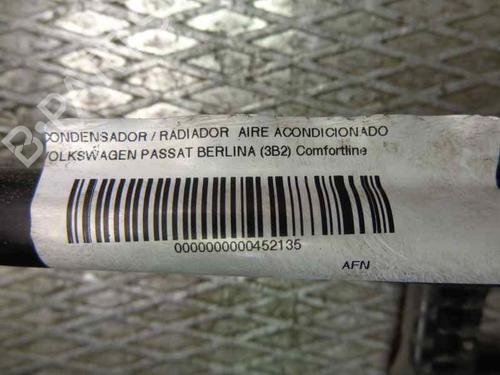 CONDENSADOR / RADIADOR AIRE ACONDICIONADO
VOLKSWAGEN PASSAT BERLINA (3B2) Comfortline
0000000000452135
AFN